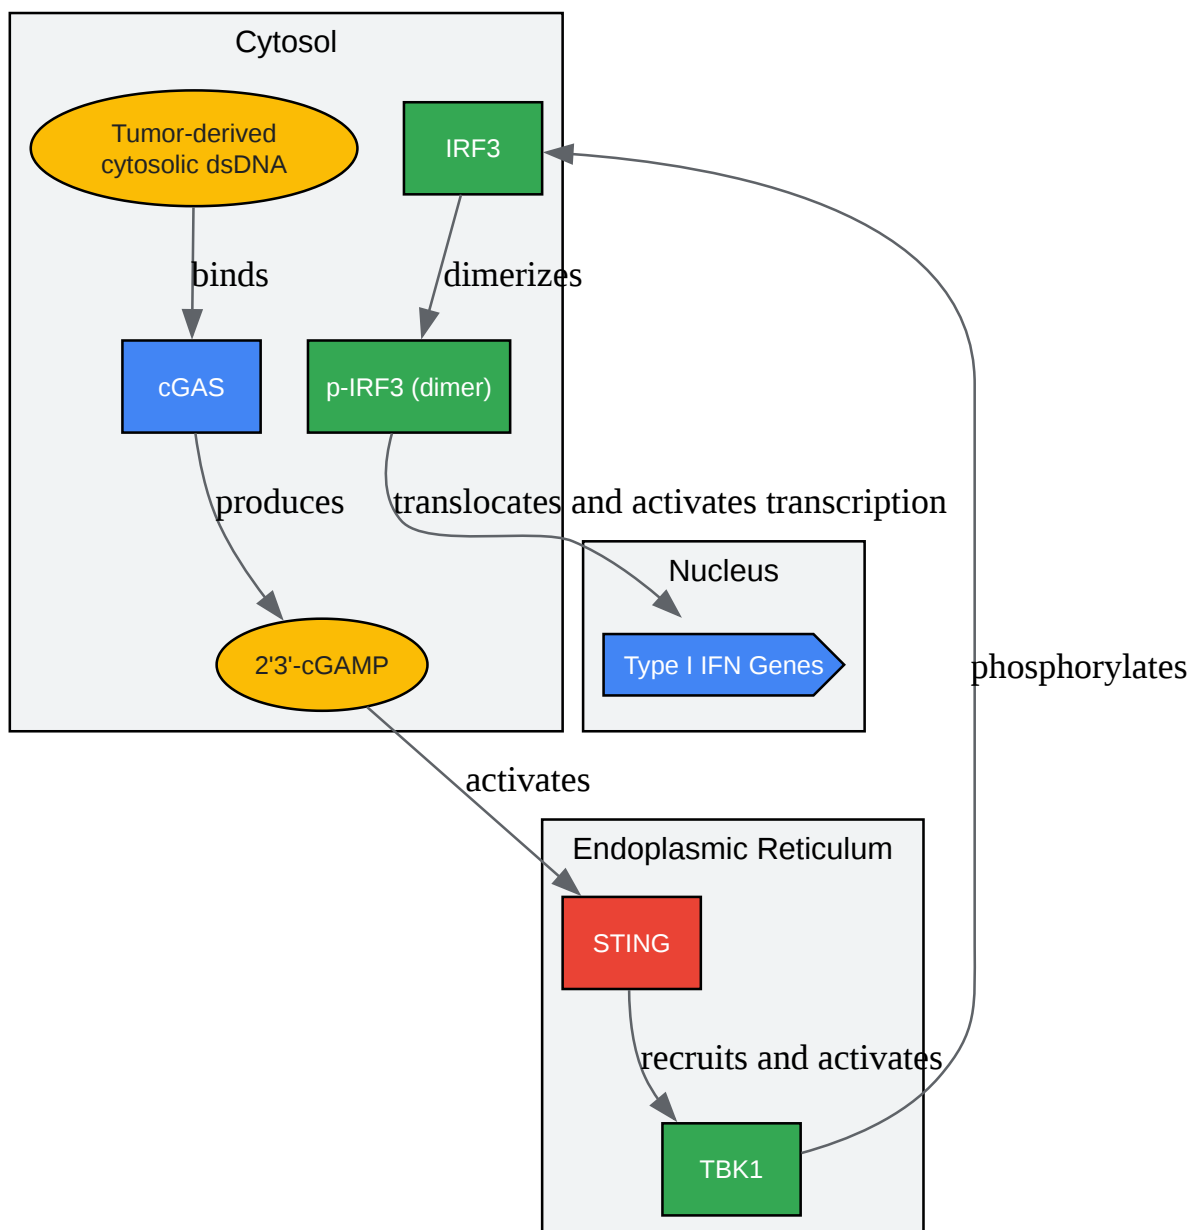 Cytosol
Tumor-derived
cytosolic dsDNA
IRF3
binds
dimerizes
cGAS
p-IRF3 (dimer)
produces
translocates and activates transcription
Nucleus
2'3'-cGAMP
Type I IFN Genes
phosphorylates
activates
Endoplasmic Reticulum
STING
recruits and activates
TBK1